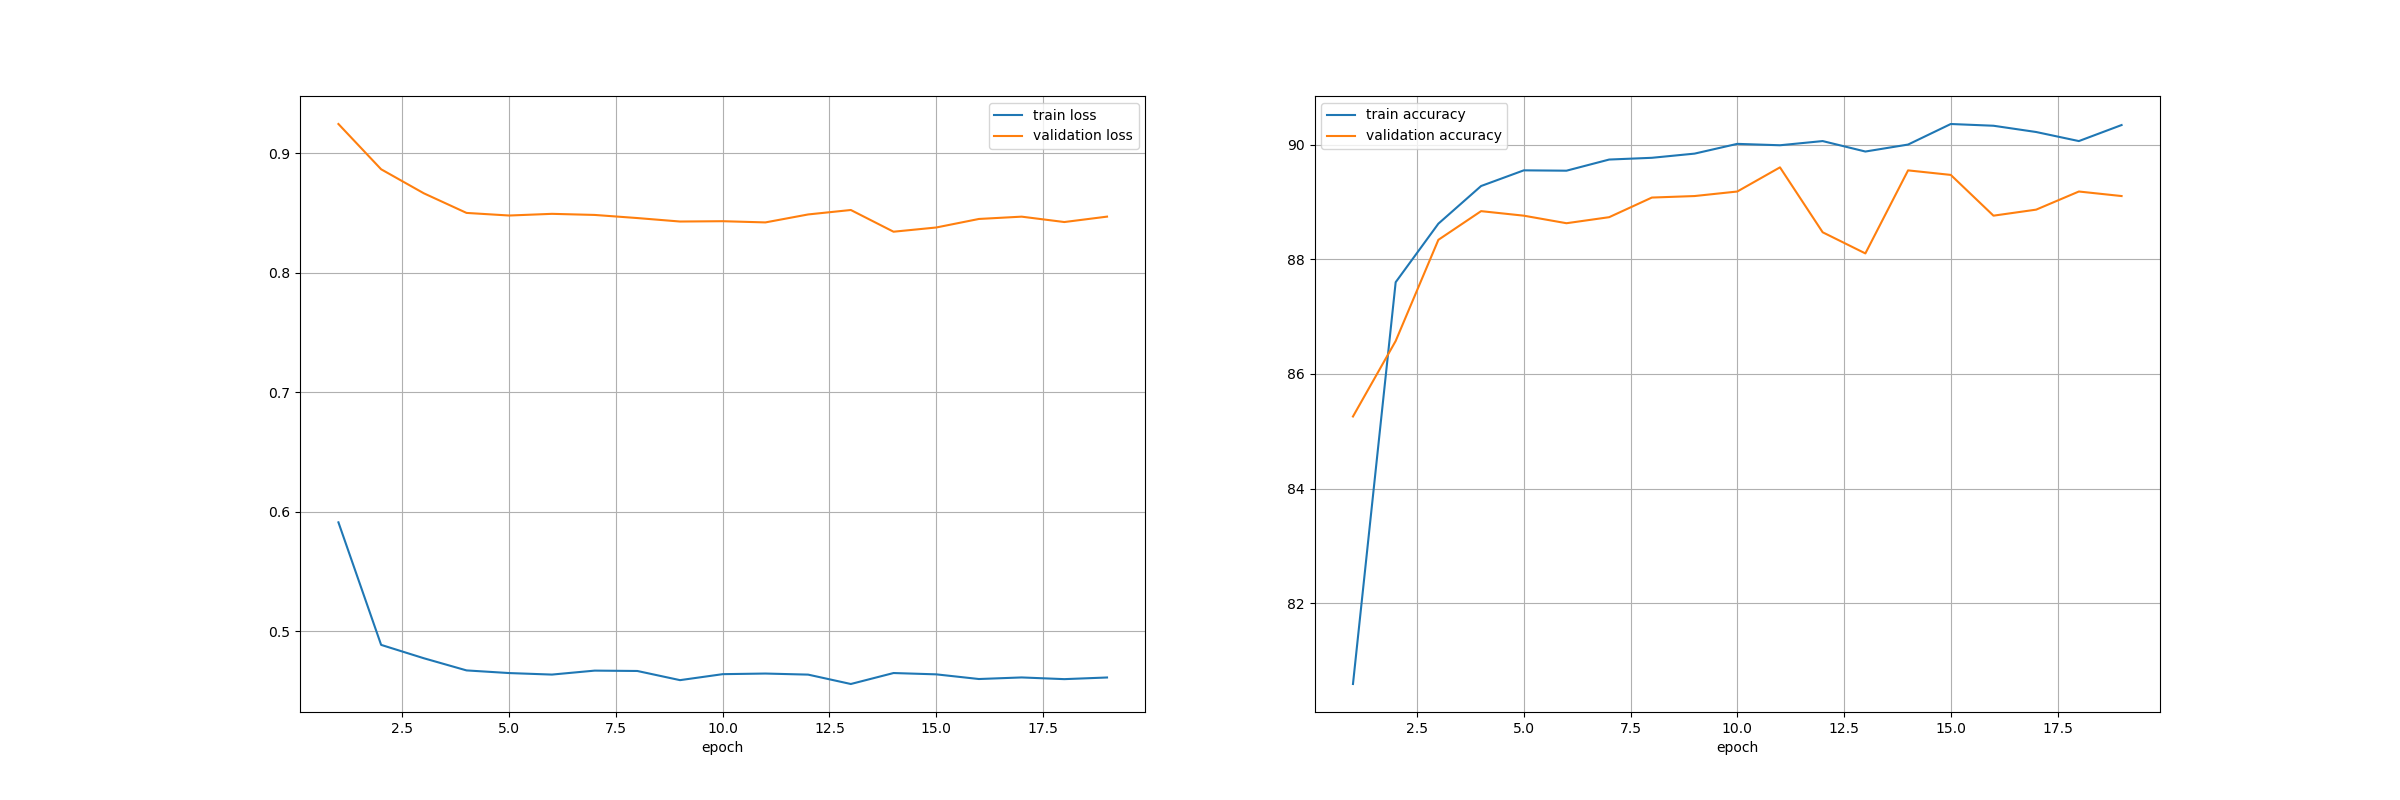 train loss
validation loss
0.9
0.8
0.7
0.6
0.5
2.5 5.0 7.5 10.0 12.5 15.0 17.5
epoch
train accuracy
validation accuracy
90
88
86
84
82
2.5 5.0 7.5 10.0 12.5 15.0 17.5
epoch